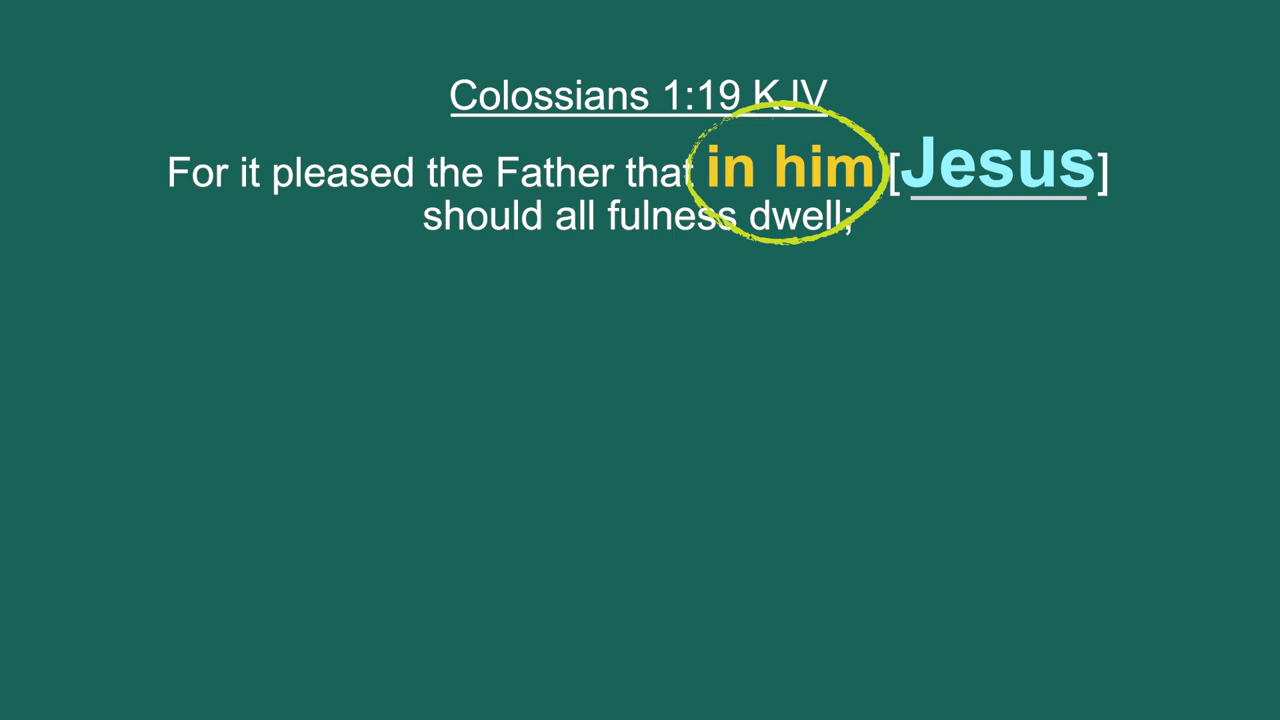 Colossians 1:19 KJV
For it pleased the Father that in him [Jesus]
should all fulness dwell;